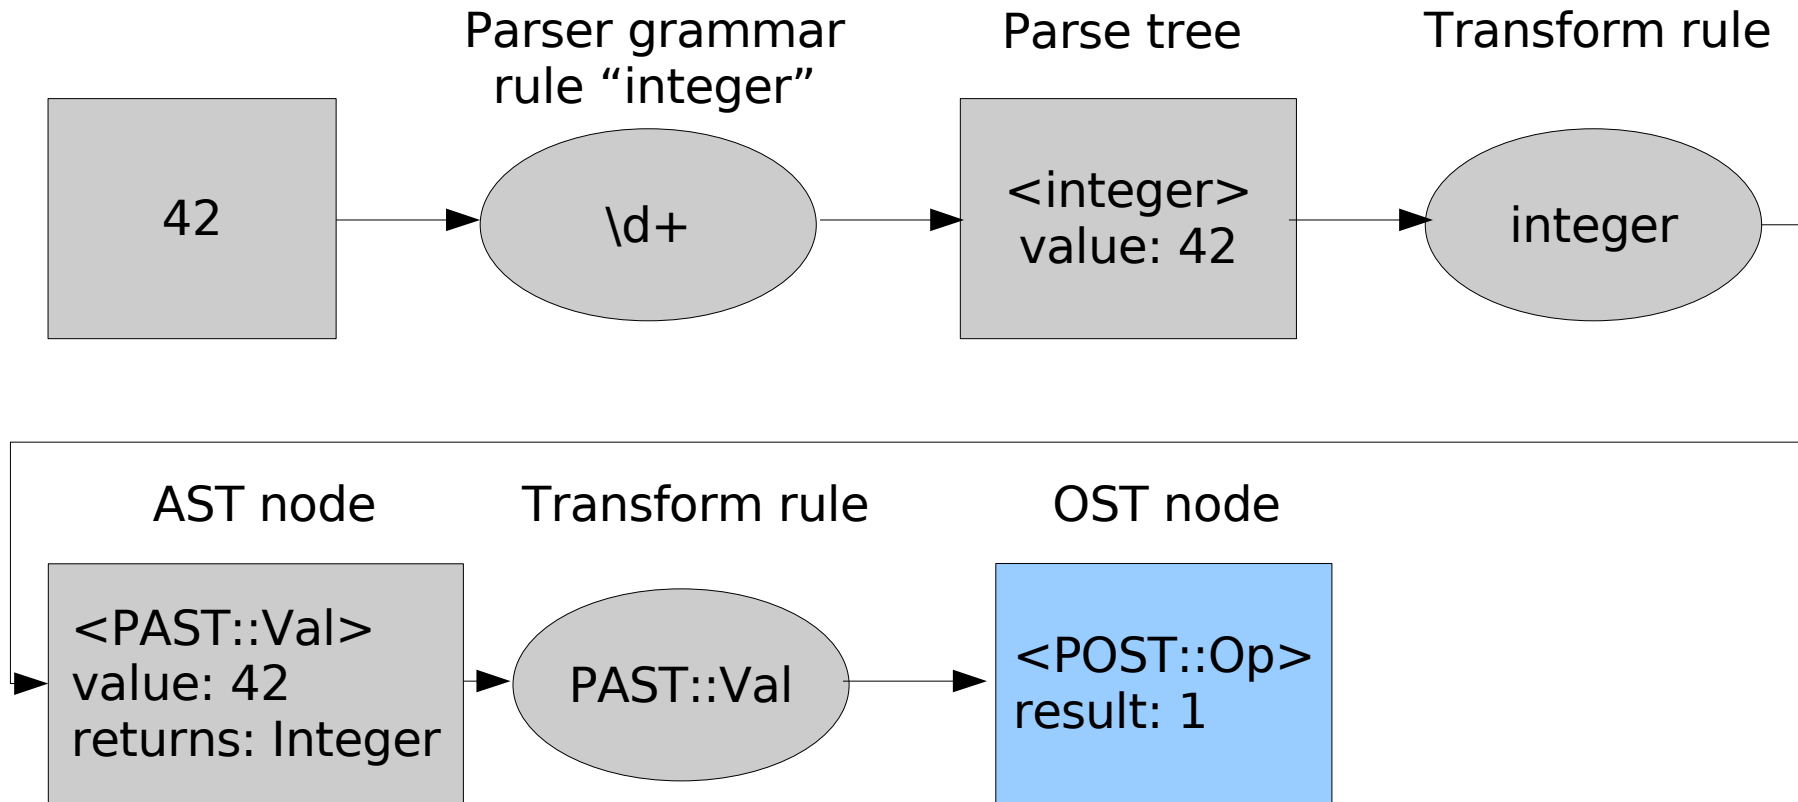 Parser grammar
rule “integer”
Parse tree
Transform rule
42
\d+
<integer>
value: 42
integer
AST node
Transform rule
OST node
<PAST::Val>
value: 42
returns: Integer
PAST::Val
<POST::Op>
result: 1